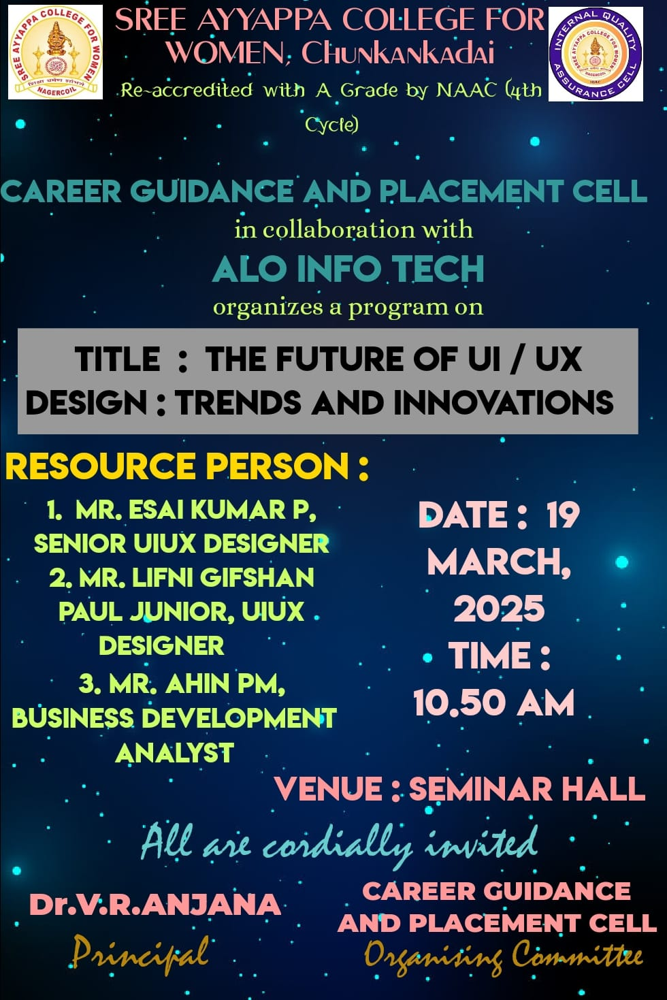 SREE AYYAPPA COLLEGE FOR
WOMEN, Chunkankadai
Re-accredited with A Grade by NAAC (4th
Cycle)
SREE AYYAPPA COLLEGE FOR WOMEN
NAGERCOIL
INTERNAL QUALITY
ASSURANCE CELL
SREE AYYAPPA COLLEGE FOR WOMEN
IQAC
CAREER GUIDANCE AND PLACEMENT CELL
in collaboration with
ALO INFO TECH
organizes a program on
TITLE : THE FUTURE OF UI / UX
DESIGN : TRENDS AND INNOVATIONS
RESOURCE PERSON :
1. MR. ESAI KUMAR P,
SENIOR UIUX DESIGNER
2. MR. LIFNI GIFSHAN
PAUL JUNIOR, UIUX
DESIGNER
3. MR. AHIN PM,
BUSINESS DEVELOPMENT
ANALYST
DATE : 19
MARCH,
2025
TIME :
10.50 AM
VENUE : SEMINAR HALL
All are cordially invited
Dr.V.R.ANJANA
Principal
CAREER GUIDANCE
AND PLACEMENT CELL
Organising Committee